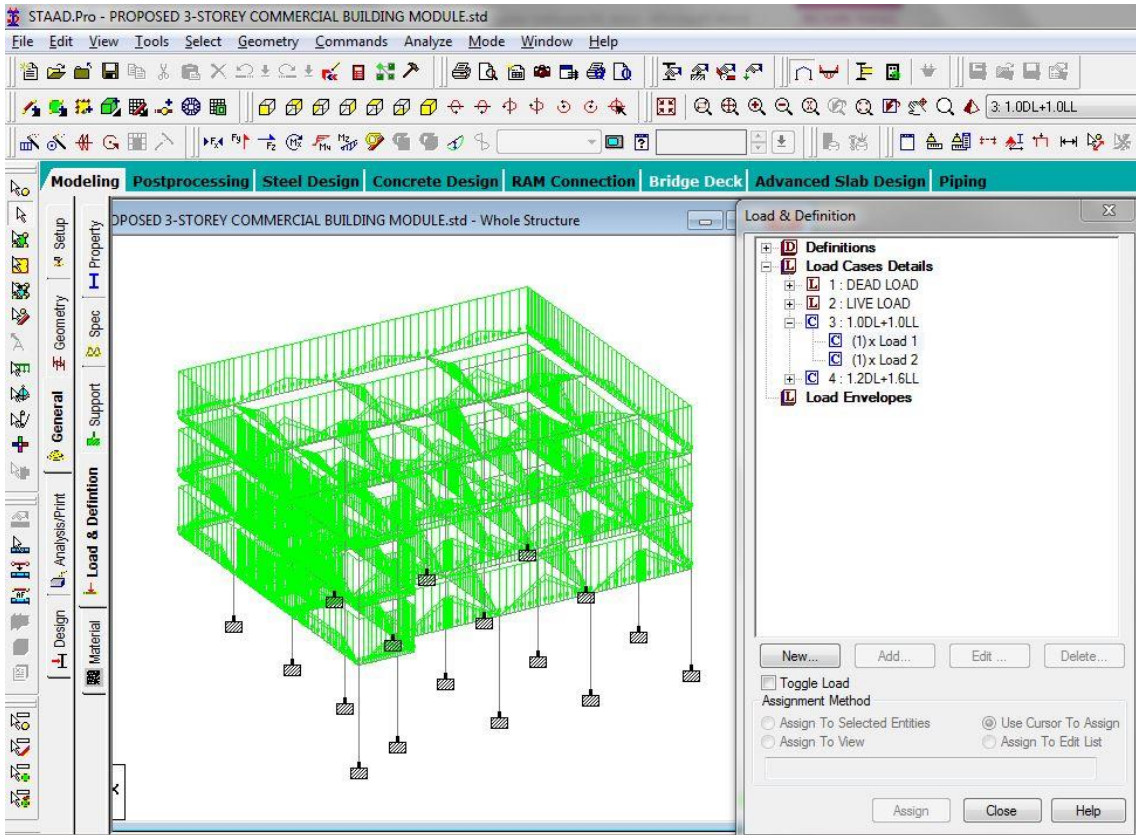 STAAD.Pro - PROPOSED 3-STOREY COMMERCIAL BUILDING MODULE.std
File Edit View Tools Select Geometry Commands Analyze Mode Window Help
3: 1.0DL+1.0LL
Modeling Postprocessing Steel Design Concrete Design RAM Connection Bridge Deck Advanced Slab Design Piping
OPOSED 3-STOREY COMMERCIAL BUILDING MODULE.std - Whole Structure
Setup
Geometry
General
Analysis/Print
Design
Property
Spec
Support
Load & Definition
Material
Load & Definition
Definitions
Load Cases Details
1 : DEAD LOAD
2 : LIVE LOAD
3 : 1.0DL+1.0LL
(1) x Load 1
(1) x Load 2
4 : 1.2DL+1.6LL
Load Envelopes
New... Add... Edit ... Delete...
Toggle Load
Assignment Method
Assign To Selected Entities Use Cursor To Assign
Assign To View Assign To Edit List
Assign Close Help